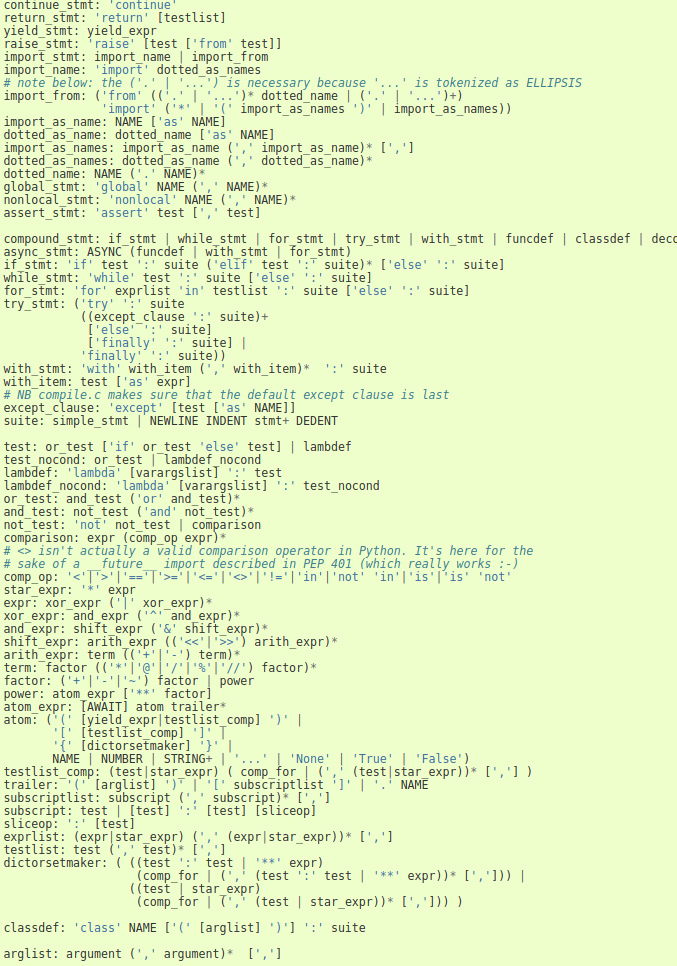 continue_stmt: 'continue'
return_stmt: 'return' [testlist]
yield_stmt: yield_expr
raise_stmt: 'raise' [test ['from' test]]
import_stmt: import_name | import_from
import_name: 'import' dotted_as_names
# note below: the ('.' | '...') is necessary because '...' is tokenized as ELLIPSIS
import_from: ('from' (('.' | '...')* dotted_name | ('.' | '...')+)
              'import' ('*' | '(' import_as_names ')' | import_as_names))
import_as_name: NAME ['as' NAME]
dotted_as_name: dotted_name ['as' NAME]
import_as_names: import_as_name (',' import_as_name)* [',']
dotted_as_names: dotted_as_name (',' dotted_as_name)*
dotted_name: NAME ('.' NAME)*
global_stmt: 'global' NAME (',' NAME)*
nonlocal_stmt: 'nonlocal' NAME (',' NAME)*
assert_stmt: 'assert' test [',' test]

compound_stmt: if_stmt | while_stmt | for_stmt | try_stmt | with_stmt | funcdef | classdef | deco
async_stmt: ASYNC (funcdef | with_stmt | for_stmt)
if_stmt: 'if' test ':' suite ('elif' test ':' suite)* ['else' ':' suite]
while_stmt: 'while' test ':' suite ['else' ':' suite]
for_stmt: 'for' exprlist 'in' testlist ':' suite ['else' ':' suite]
try_stmt: ('try' ':' suite
           ((except_clause ':' suite)+
            ['else' ':' suite]
            ['finally' ':' suite] |
           'finally' ':' suite))
with_stmt: 'with' with_item (',' with_item)*  ':' suite
with_item: test ['as' expr]
# NB compile.c makes sure that the default except clause is last
except_clause: 'except' [test ['as' NAME]]
suite: simple_stmt | NEWLINE INDENT stmt+ DEDENT

test: or_test ['if' or_test 'else' test] | lambdef
test_nocond: or_test | lambdef_nocond
lambdef: 'lambda' [varargslist] ':' test
lambdef_nocond: 'lambda' [varargslist] ':' test_nocond
or_test: and_test ('or' and_test)*
and_test: not_test ('and' not_test)*
not_test: 'not' not_test | comparison
comparison: expr (comp_op expr)*
# <> isn't actually a valid comparison operator in Python. It's here for the
# sake of a __future__ import described in PEP 401 (which really works :-)
comp_op: '<'|'>'|'=='|'>='|'<='|'<>'|'!='|'in'|'not' 'in'|'is'|'is' 'not'
star_expr: '*' expr
expr: xor_expr ('|' xor_expr)*
xor_expr: and_expr ('^' and_expr)*
and_expr: shift_expr ('&' shift_expr)*
shift_expr: arith_expr (('<<'|'>>') arith_expr)*
arith_expr: term (('+'|'-') term)*
term: factor (('*'|'@'|'/'|'%'|'//') factor)*
factor: ('+'|'-'|'~') factor | power
power: atom_expr ['**' factor]
atom_expr: [AWAIT] atom trailer*
atom: ('(' [yield_expr|testlist_comp] ')' |
       '[' [testlist_comp] ']' |
       '{' [dictorsetmaker] '}' |
       NAME | NUMBER | STRING+ | '...' | 'None' | 'True' | 'False')
testlist_comp: (test|star_expr) ( comp_for | (',' (test|star_expr))* [','] )
trailer: '(' [arglist] ')' | '[' subscriptlist ']' | '.' NAME
subscriptlist: subscript (',' subscript)* [',']
subscript: test | [test] ':' [test] [sliceop]
sliceop: ':' [test]
exprlist: (expr|star_expr) (',' (expr|star_expr))* [',']
testlist: test (',' test)* [',']
dictorsetmaker: ( ((test ':' test | '**' expr)
                   (comp_for | (',' (test ':' test | '**' expr))* [','])) |
                  ((test | star_expr)
                   (comp_for | (',' (test | star_expr))* [','])) )

classdef: 'class' NAME ['(' [arglist] ')'] ':' suite

arglist: argument (',' argument)*  [',']